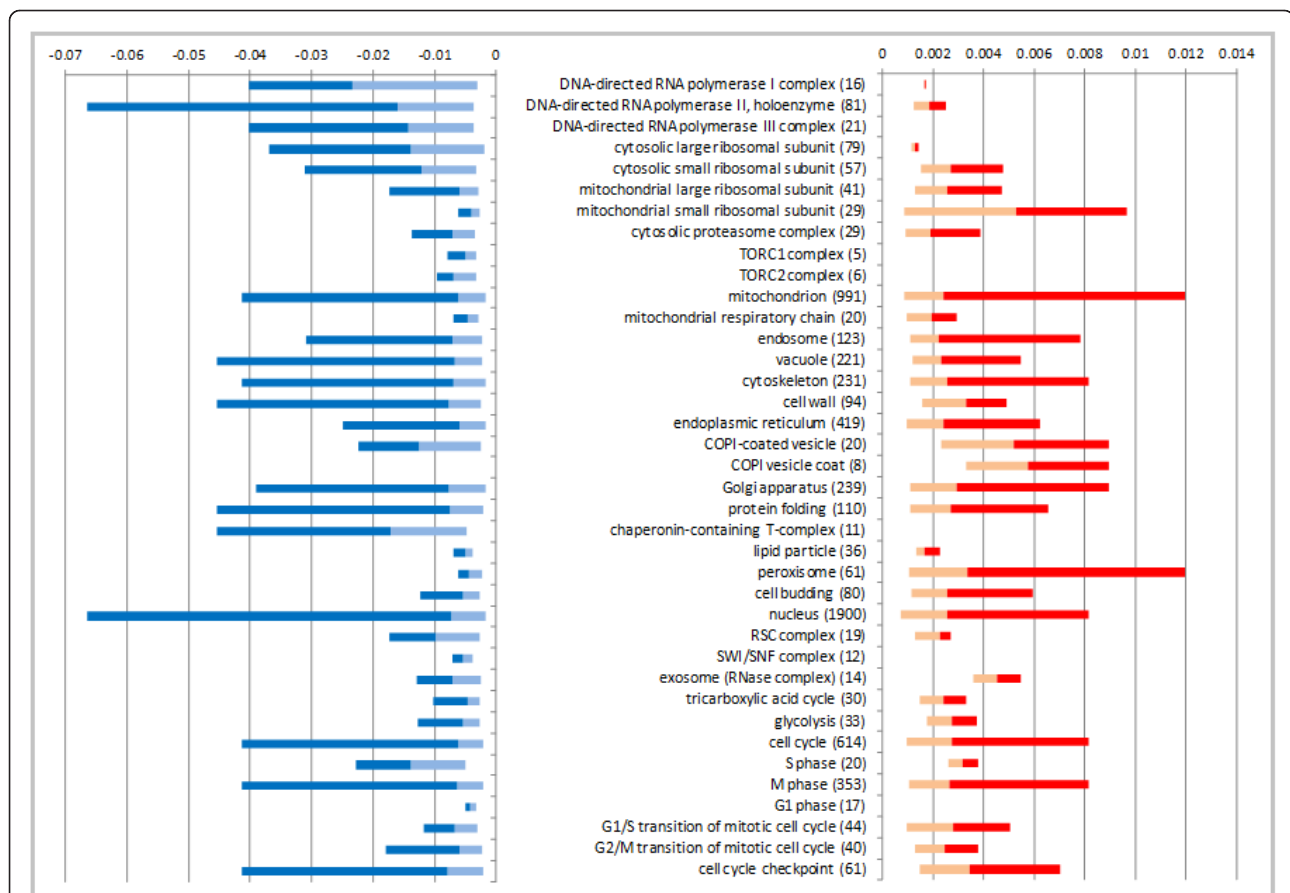 -0.07 -0.06 -0.05 -0.04 -0.03 -0.02 -0.01 0 0 0.002 0.004 0.006 0.008 0.01 0.012 0.014
DNA-directed RNA polymerase I complex (16)
DNA-directed RNA polymerase II, holoenzyme (81)
DNA-directed RNA polymerase III complex (21)
cytosolic large ribosomal subunit (79)
cytosolic small ribosomal subunit (57)
mitochondrial large ribosomal subunit (41)
mitochondrial small ribosomal subunit (29)
cytosolic proteasome complex (29)
TORC1 complex (5)
TORC2 complex (6)
mitochondrion (991)
mitochondrial respiratory chain (20)
endosome (123)
vacuole (221)
cytoskeleton (231)
cell wall (94)
endoplasmic reticulum (419)
COPI-coated vesicle (20)
COPI vesicle coat (8)
Golgi apparatus (239)
protein folding (110)
chaperonin-containing T-complex (11)
lipid particle (36)
peroxisome (61)
cell budding (80)
nucleus (1900)
RSC complex (19)
SWI/SNF complex (12)
exosome (RNase complex) (14)
tricarboxylic acid cycle (30)
glycolysis (33)
cell cycle (614)
S phase (20)
M phase (353)
G1 phase (17)
G1/S transition of mitotic cell cycle (44)
G2/M transition of mitotic cell cycle (40)
cell cycle checkpoint (61)